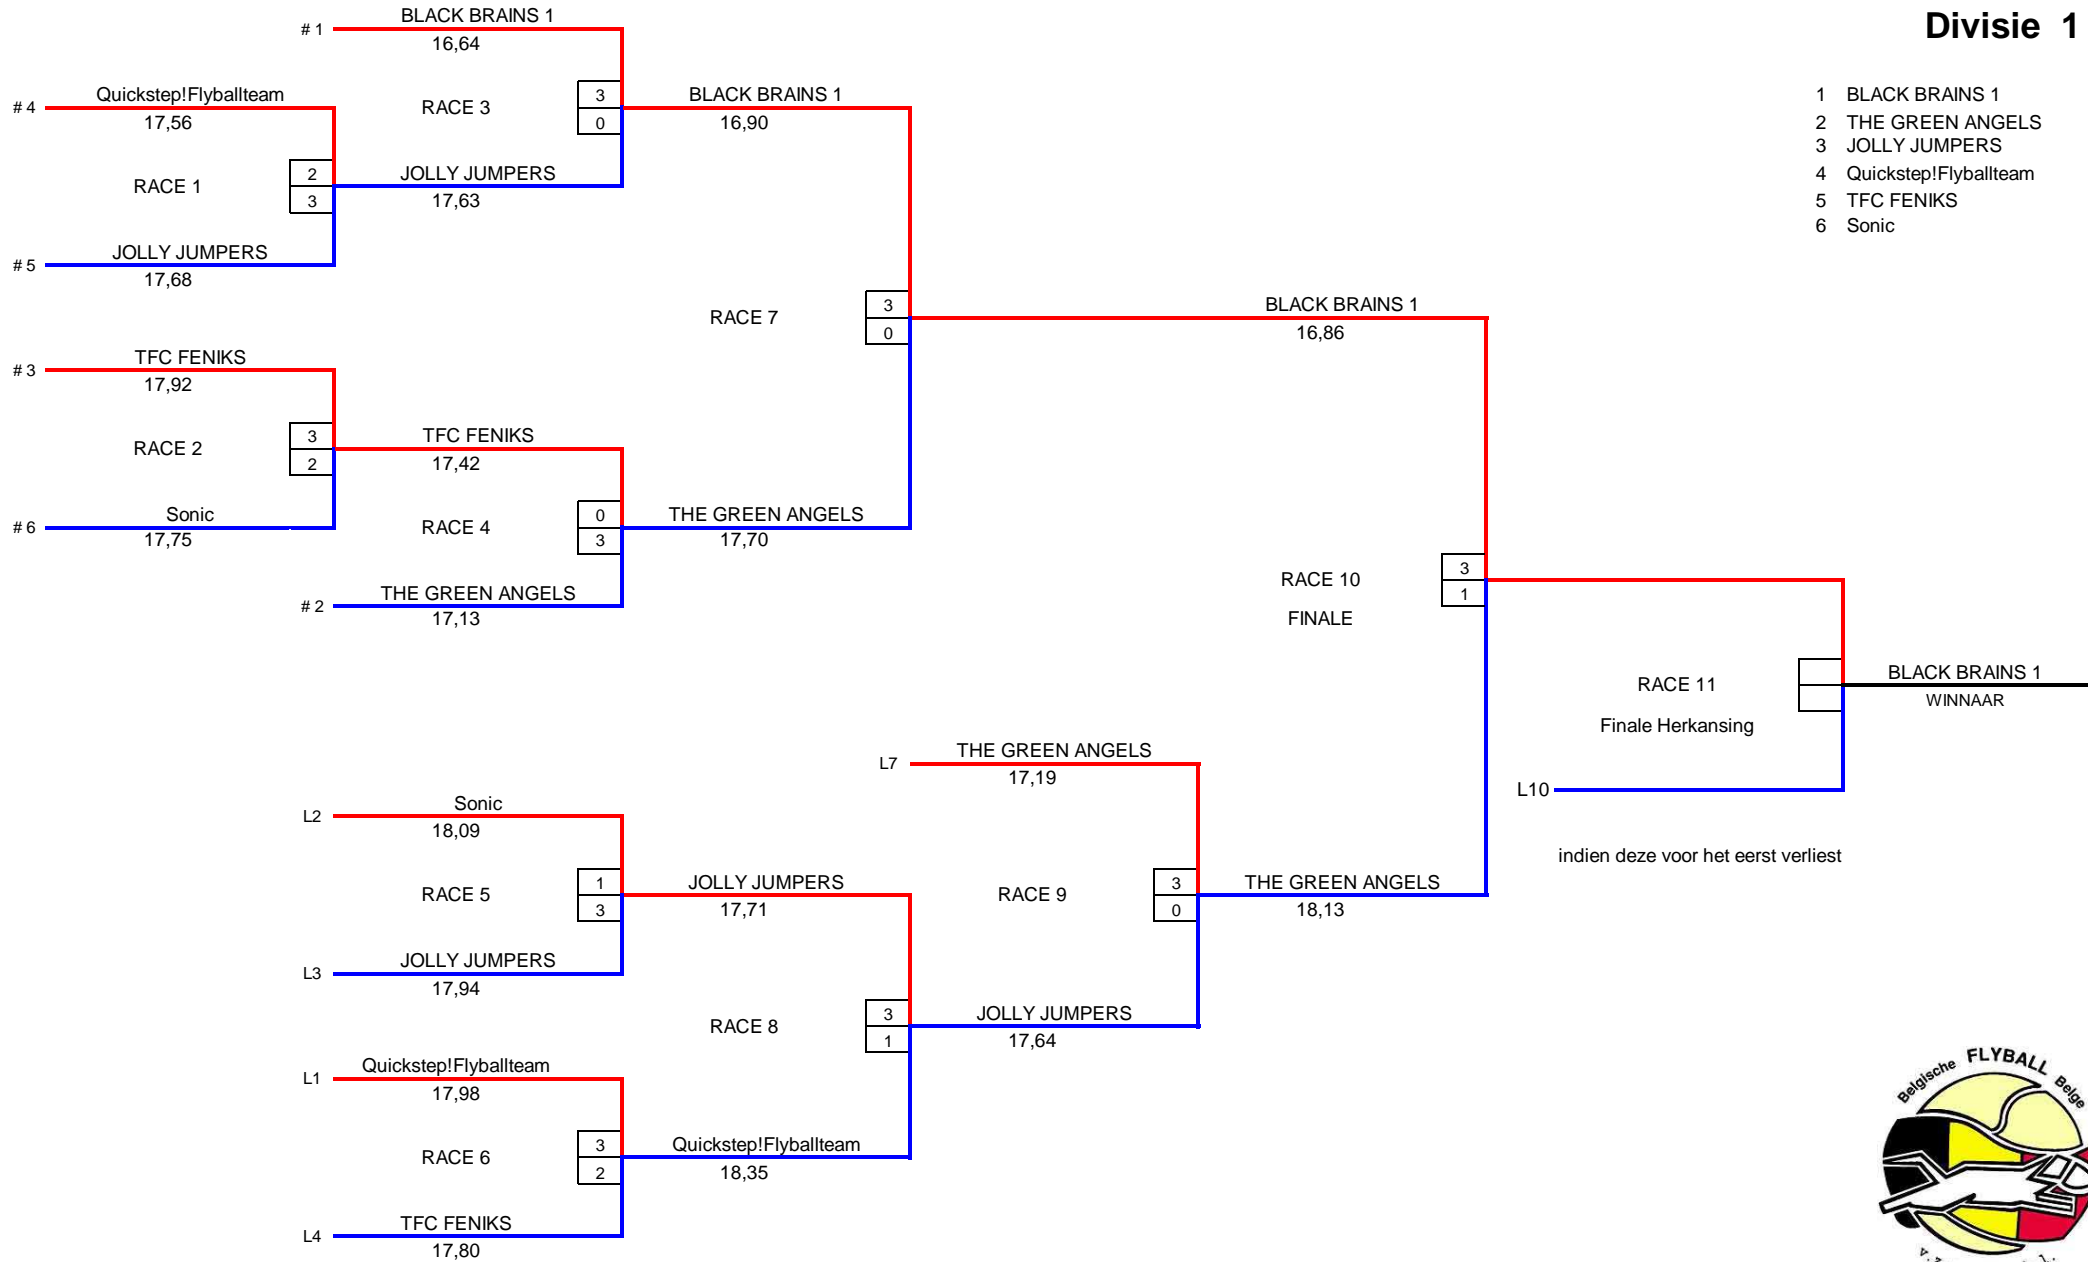 Divisie 1
1 BLACK BRAINS 1
2 THE GREEN ANGELS
3 JOLLY JUMPERS
4 Quickstep!Flyballteam
5 TFC FENIKS
6 Sonic
# 1
BLACK BRAINS 1
16,64
# 4
Quickstep!Flyballteam
17,56
RACE 3
3
0
BLACK BRAINS 1
16,90
RACE 1
2
3
JOLLY JUMPERS
17,63
# 5
JOLLY JUMPERS
17,68
RACE 7
3
0
BLACK BRAINS 1
16,86
# 3
TFC FENIKS
17,92
RACE 2
3
2
TFC FENIKS
17,42
# 6
Sonic
17,75
RACE 4
0
3
THE GREEN ANGELS
17,70
# 2
THE GREEN ANGELS
17,13
RACE 10
FINALE
3
1
RACE 11
Finale Herkansing
BLACK BRAINS 1
WINNAAR
L10
indien deze voor het eerst verliest
L7
THE GREEN ANGELS
17,19
L2
Sonic
18,09
RACE 5
1
3
JOLLY JUMPERS
17,71
RACE 9
3
0
THE GREEN ANGELS
18,13
L3
JOLLY JUMPERS
17,94
RACE 8
3
1
JOLLY JUMPERS
17,64
L1
Quickstep!Flyballteam
17,98
RACE 6
3
2
Quickstep!Flyballteam
18,35
L4
TFC FENIKS
17,80
Belgische FLYBALL Belge